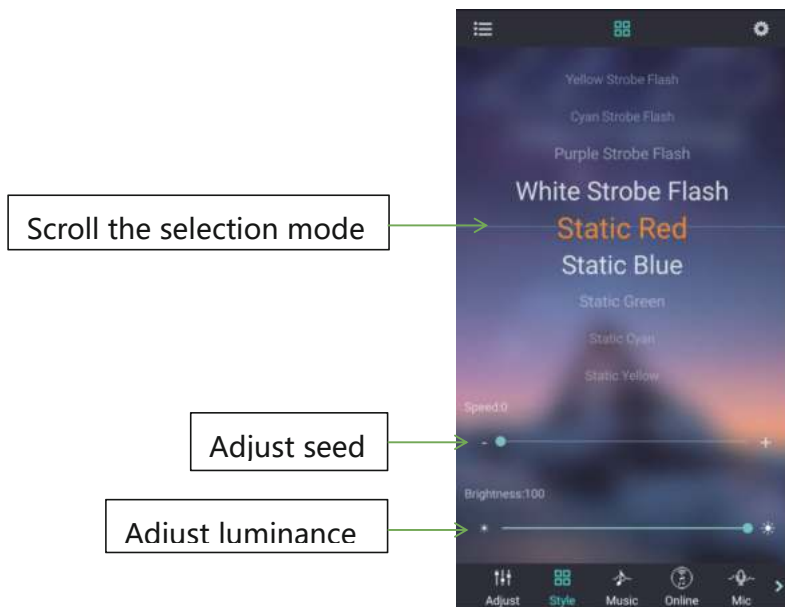 Yellow Strobe Flash
Cyan Strobe Flash
Purple Strobe Flash
White Strobe Flash
Scroll the selection mode
Static Red
Static Blue
Static Green
Static Cyan
Static Yellow
Speed:0
Adjust seed
- +
Brightness:100
Adjust luminance
Adjust Style Music Online Mic